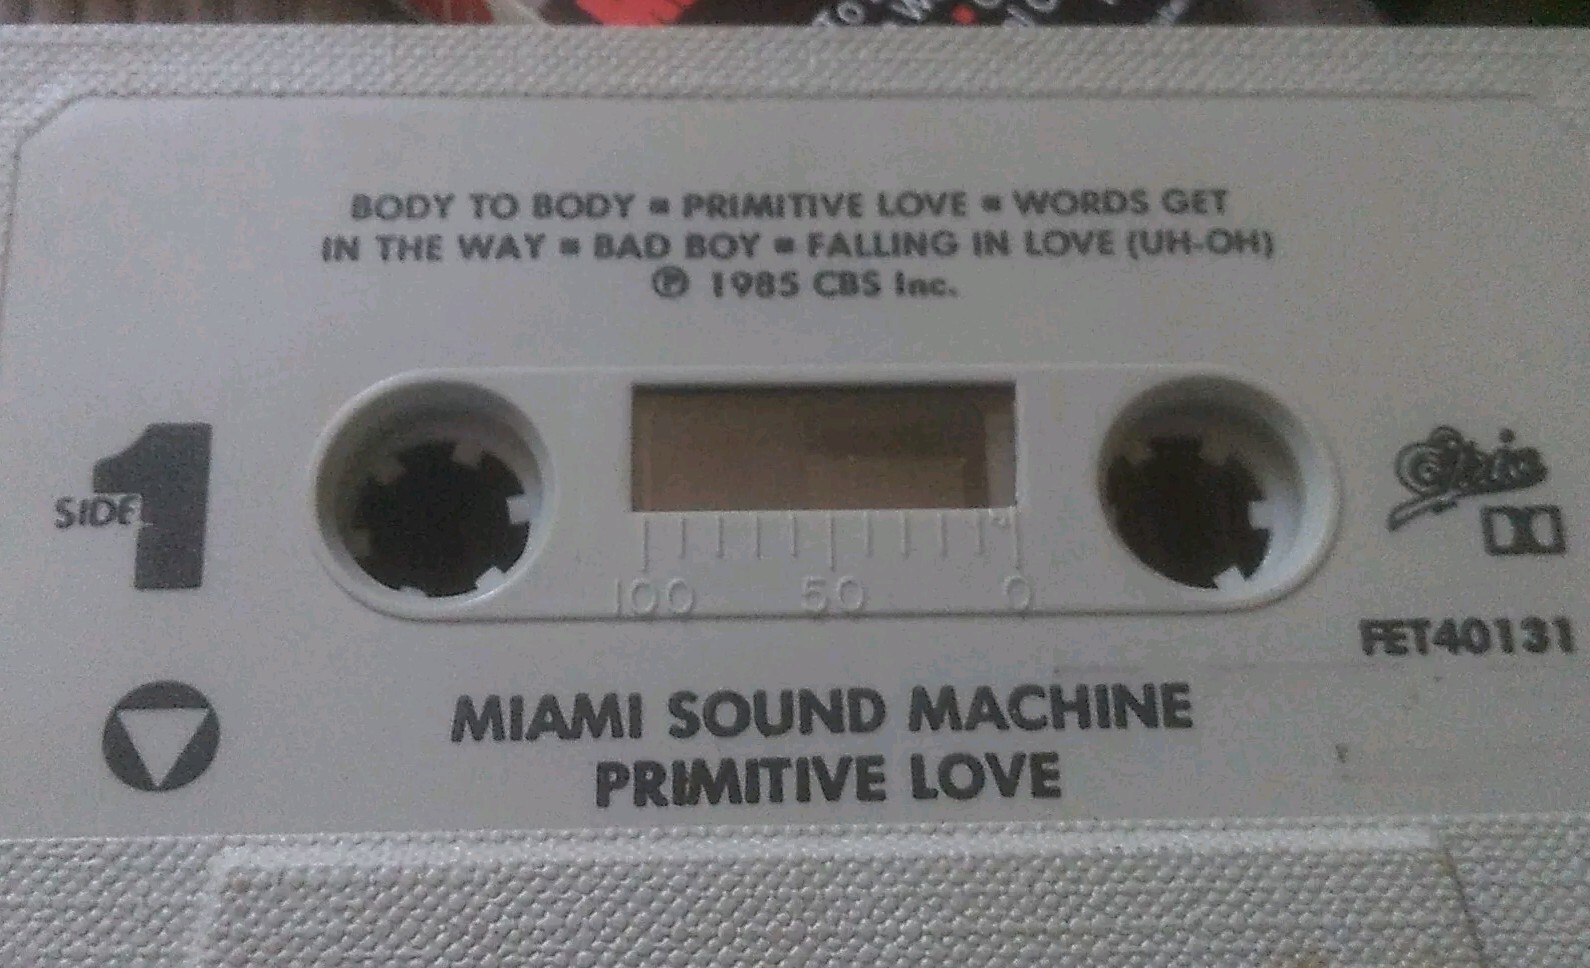 BODY TO BODY ▪ PRIMITIVE LOVE ▪ WORDS GET
IN THE WAY ▪ BAD BOY ▪ FALLING IN LOVE (UH-OH)
℗ 1985 CBS Inc.
SIDE 1
Epic
100 50 0
FET40131
MIAMI SOUND MACHINE
PRIMITIVE LOVE